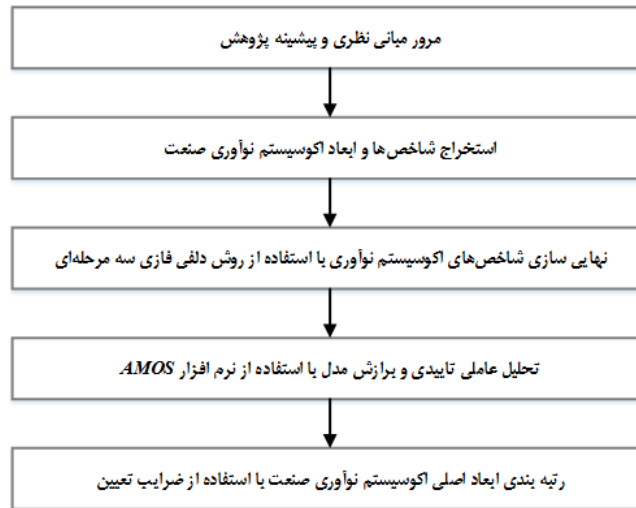 مرور مبانی نظری و پیشینه پژوهش
استخراج شاخص‌ها و ابعاد اکوسیستم نوآوری صنعت
نهایی سازی شاخص‌های اکوسیستم نوآوری با استفاده از روش دلفی فازی سه مرحله‌ای
تحلیل عاملی تاییدی و برازش مدل با استفاده از نرم افزار AMOS
رتبه بندی ابعاد اصلی اکوسیستم نوآوری صنعت با استفاده از ضرایب تعیین